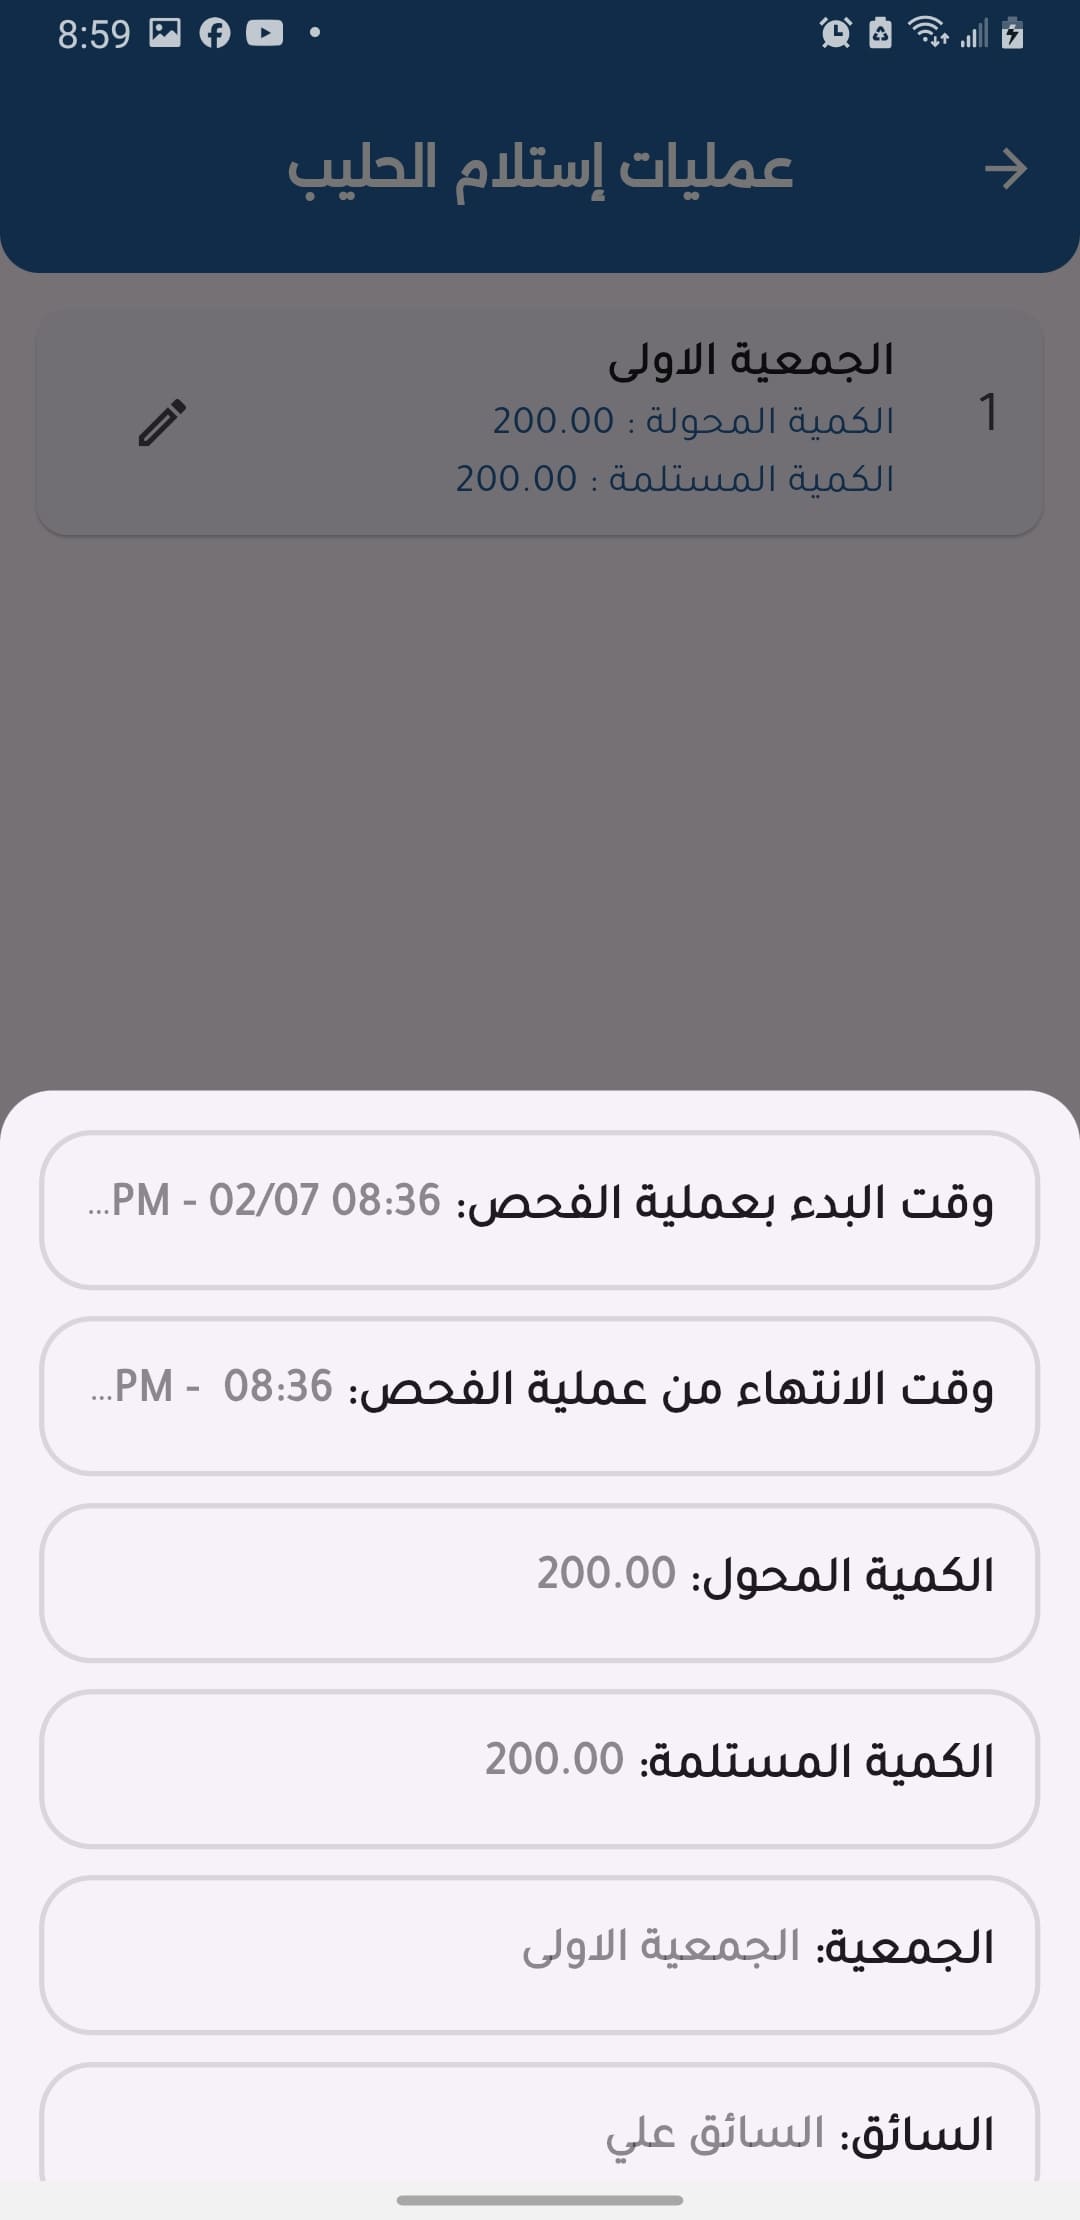 8:59
عمليات إستلام الحليب
1
الجمعية الاولى
الكمية المحولة : 200.00
الكمية المستلمة : 200.00
وقت البدء بعملية الفحص: 08:36 02/07 - PM...
وقت الانتهاء من عملية الفحص: 08:36 - PM...
الكمية المحول: 200.00
الكمية المستلمة: 200.00
الجمعية: الجمعية الاولى
السائق: السائق علي